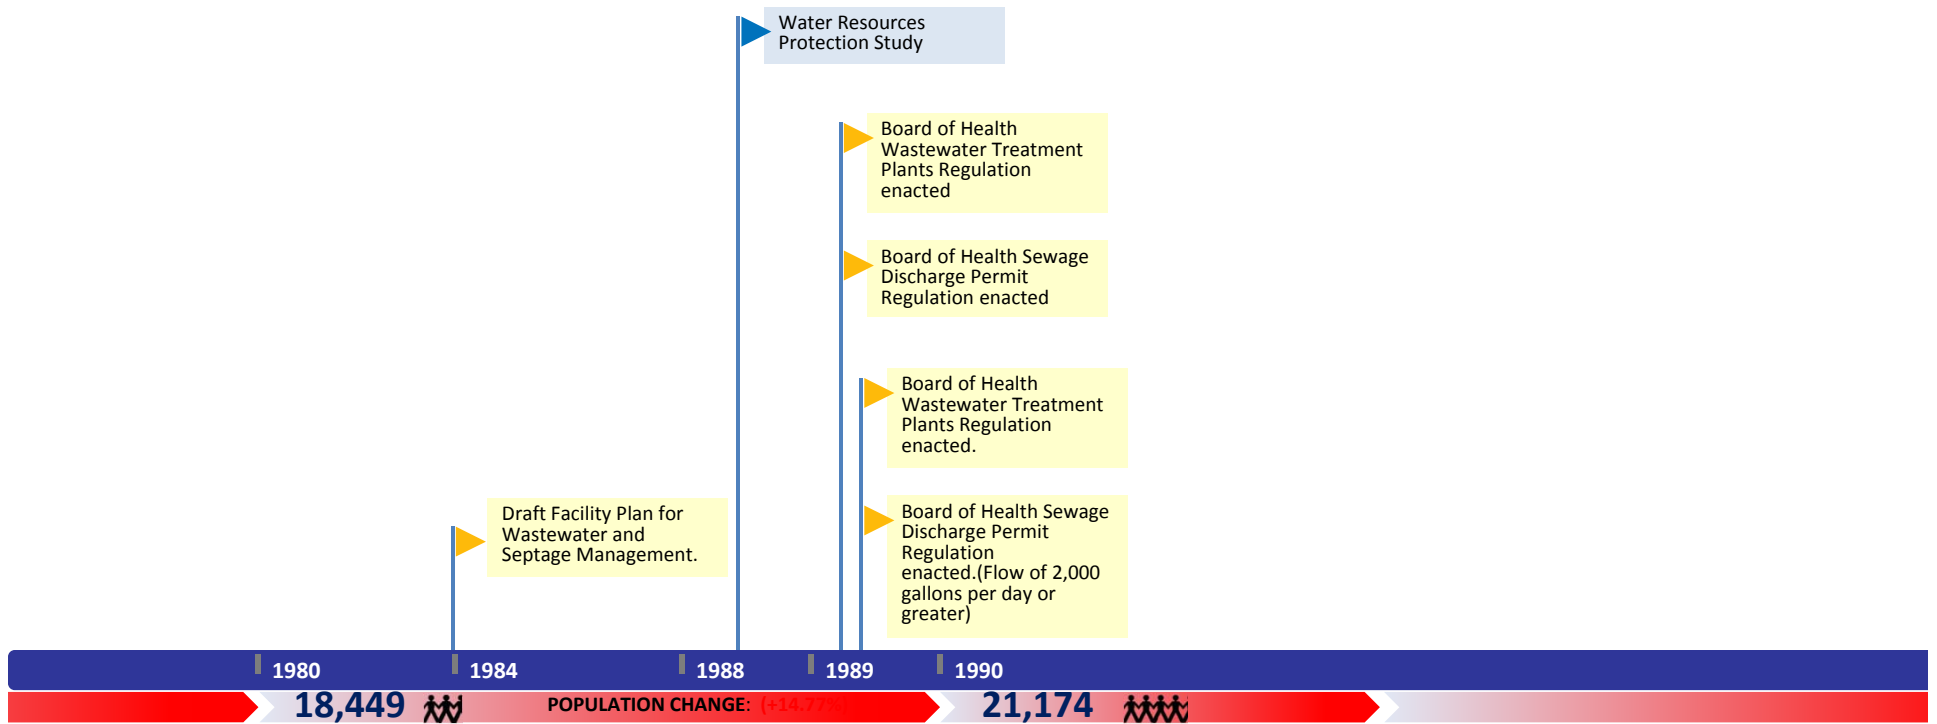 Water Resources
Protection Study
Board of Health
Wastewater Treatment
Plants Regulation
enacted
Board of Health Sewage
Discharge Permit
Regulation enacted
Board of Health
Wastewater Treatment
Plants Regulation
enacted.
Draft Facility Plan for
Wastewater and
Septage Management.
Board of Health Sewage
Discharge Permit
Regulation
enacted.(Flow of 2,000
gallons per day or
greater)
1980 1984 1988 1989 1990
18,449 POPULATION CHANGE: (+14.77%) 21,174